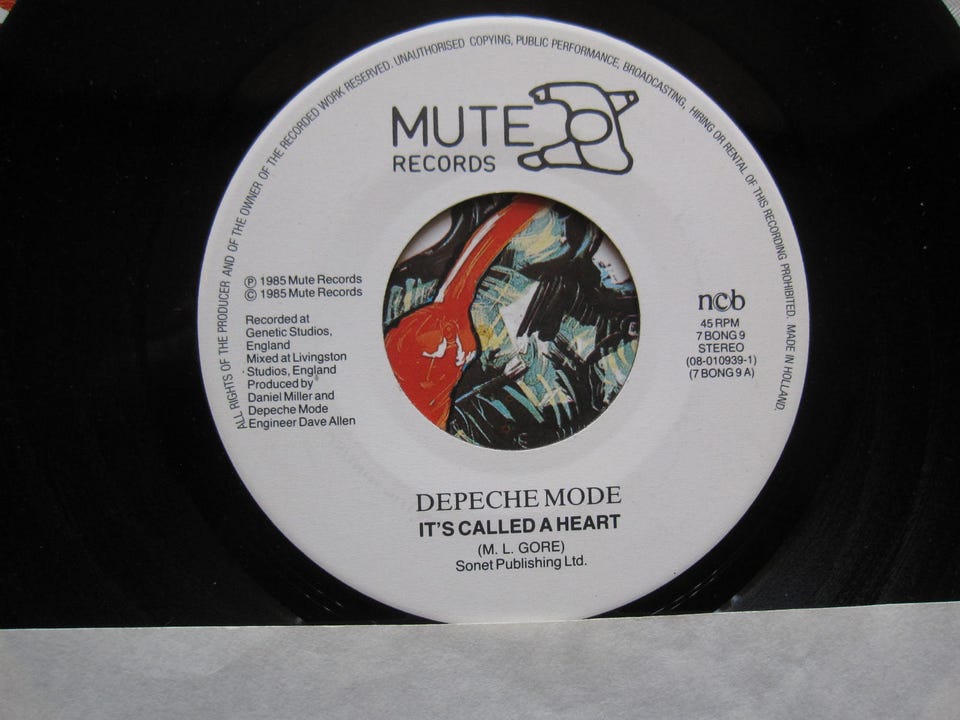 ALL RIGHTS OF THE PRODUCER AND OF THE OWNER OF THE RECORDED WORK RESERVED. UNAUTHORISED COPYING, PUBLIC PERFORMANCE, BROADCASTING, HIRING OR RENTAL OF THIS RECORDING PROHIBITED. MADE IN HOLLAND.
MUTE
RECORDS
℗ 1985 Mute Records
© 1985 Mute Records
Recorded at
Genetic Studios,
England
Mixed at Livingston
Studios, England
Produced by
Daniel Miller and
Depeche Mode
Engineer Dave Allen
ncb
45 RPM
7 BONG 9
STEREO
(08-010939-1)
(7 BONG 9 A)
DEPECHE MODE
IT'S CALLED A HEART
(M. L. GORE)
Sonet Publishing Ltd.